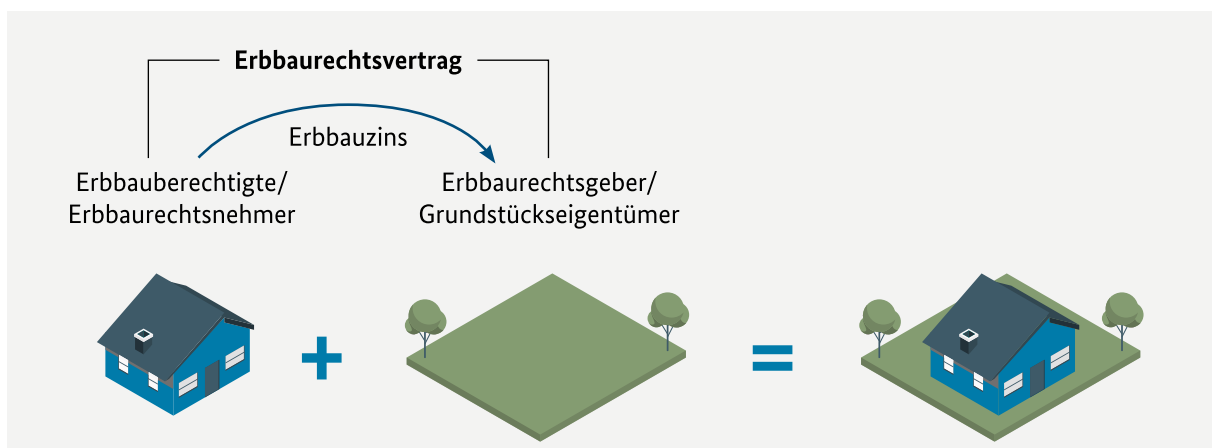 Erbbaurechtsvertrag
Erbbauzins
Erbbauberechtigte/
Erbbaurechtsnehmer
Erbbaurechtsgeber/
Grundstückseigentümer
+
=